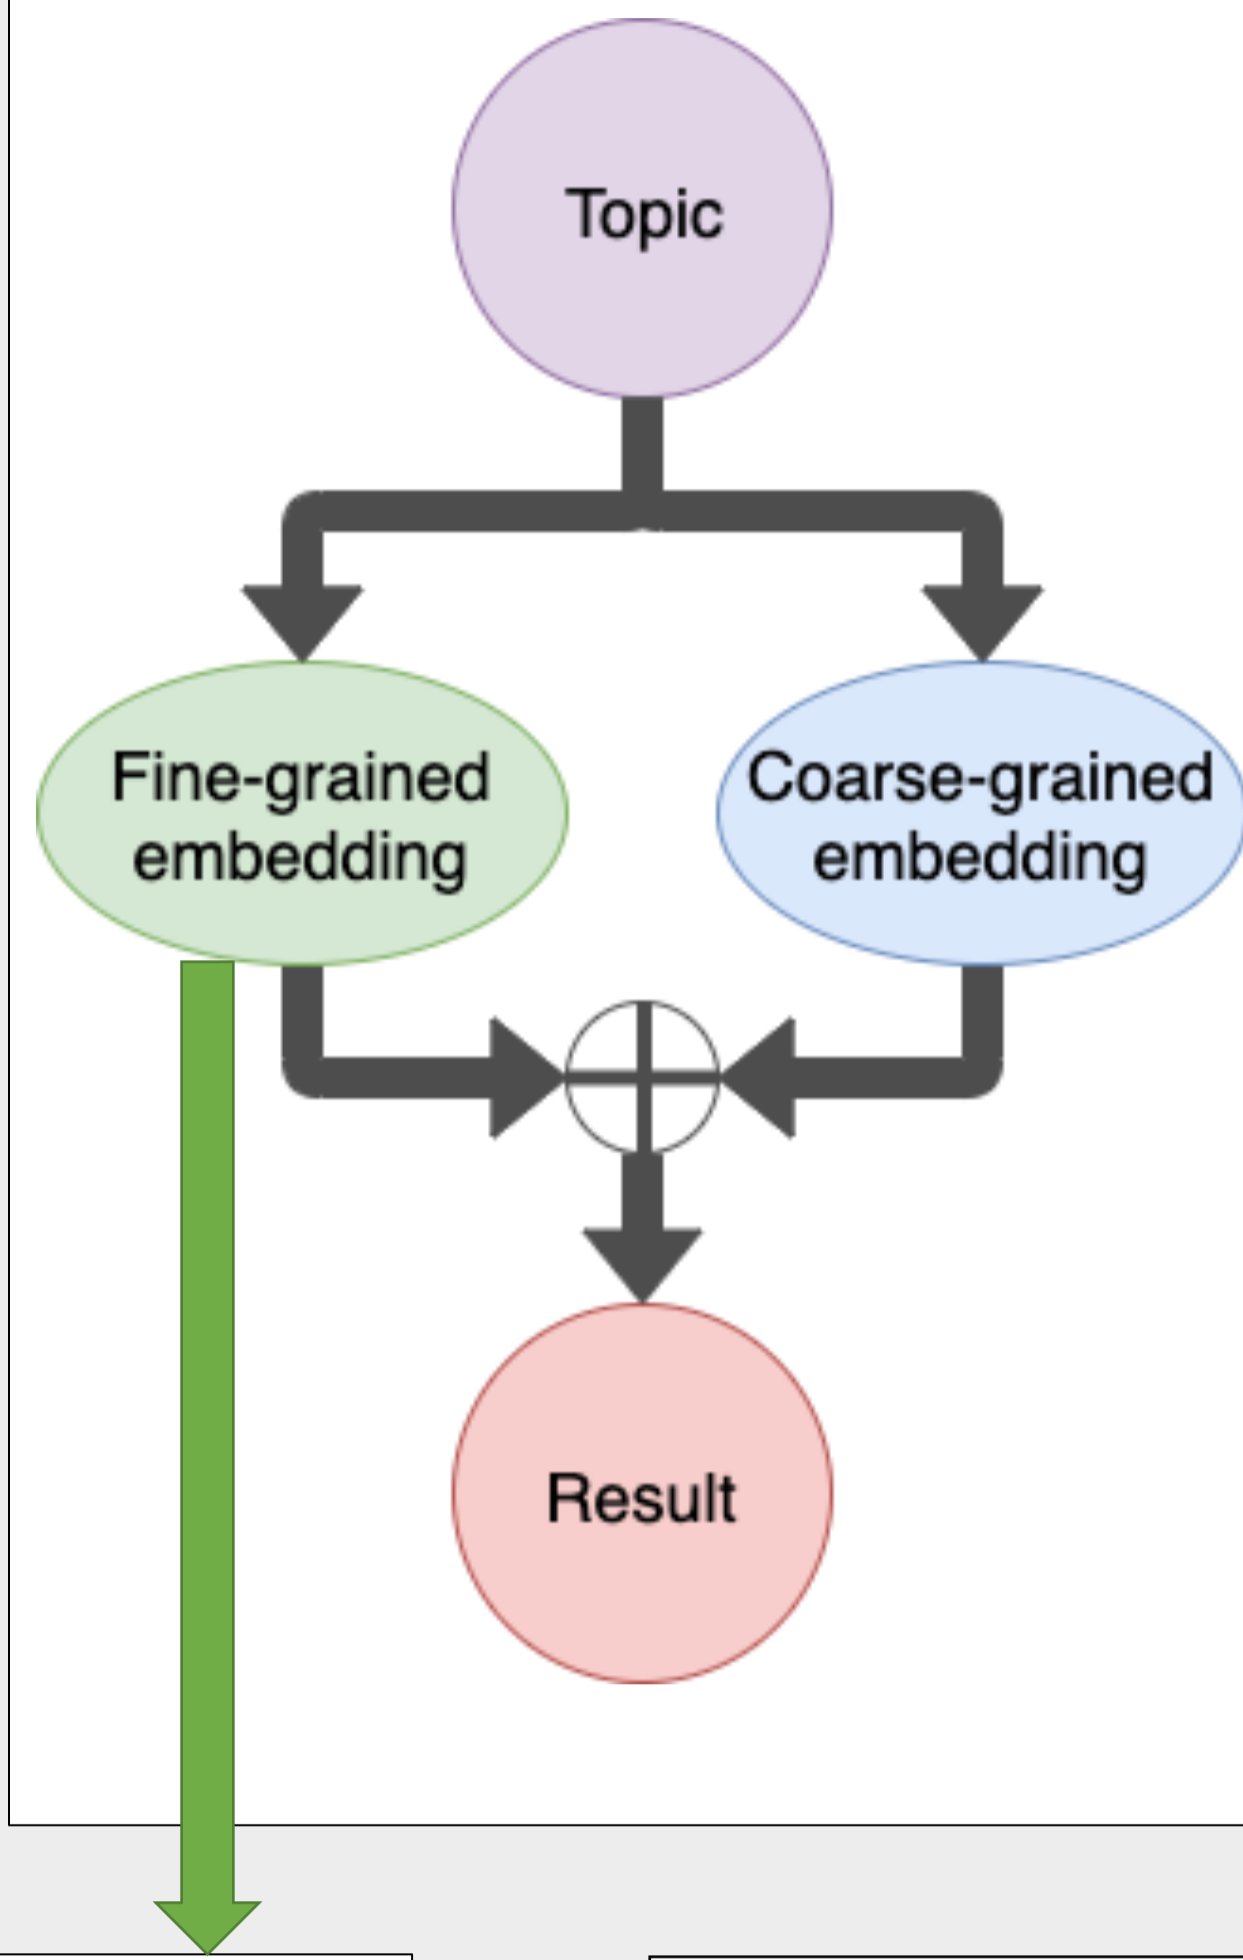 Topic
Fine-grained
embedding
Coarse-grained
embedding
Result